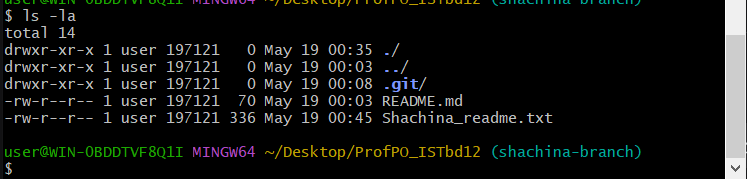 user@WIN-0BDDTVF8Q1I MINGW64 ~/Desktop/ProfPO_ISTbd12 (shachina-branch)
$ ls -la
total 14
drwxr-xr-x 1 user 197121   0 May 19 00:35 ./
drwxr-xr-x 1 user 197121   0 May 19 00:03 ../
drwxr-xr-x 1 user 197121   0 May 19 00:08 .git/
-rw-r--r-- 1 user 197121  70 May 19 00:03 README.md
-rw-r--r-- 1 user 197121 336 May 19 00:45 Shachina_readme.txt
user@WIN-0BDDTVF8Q1I MINGW64 ~/Desktop/ProfPO_ISTbd12 (shachina-branch)
$